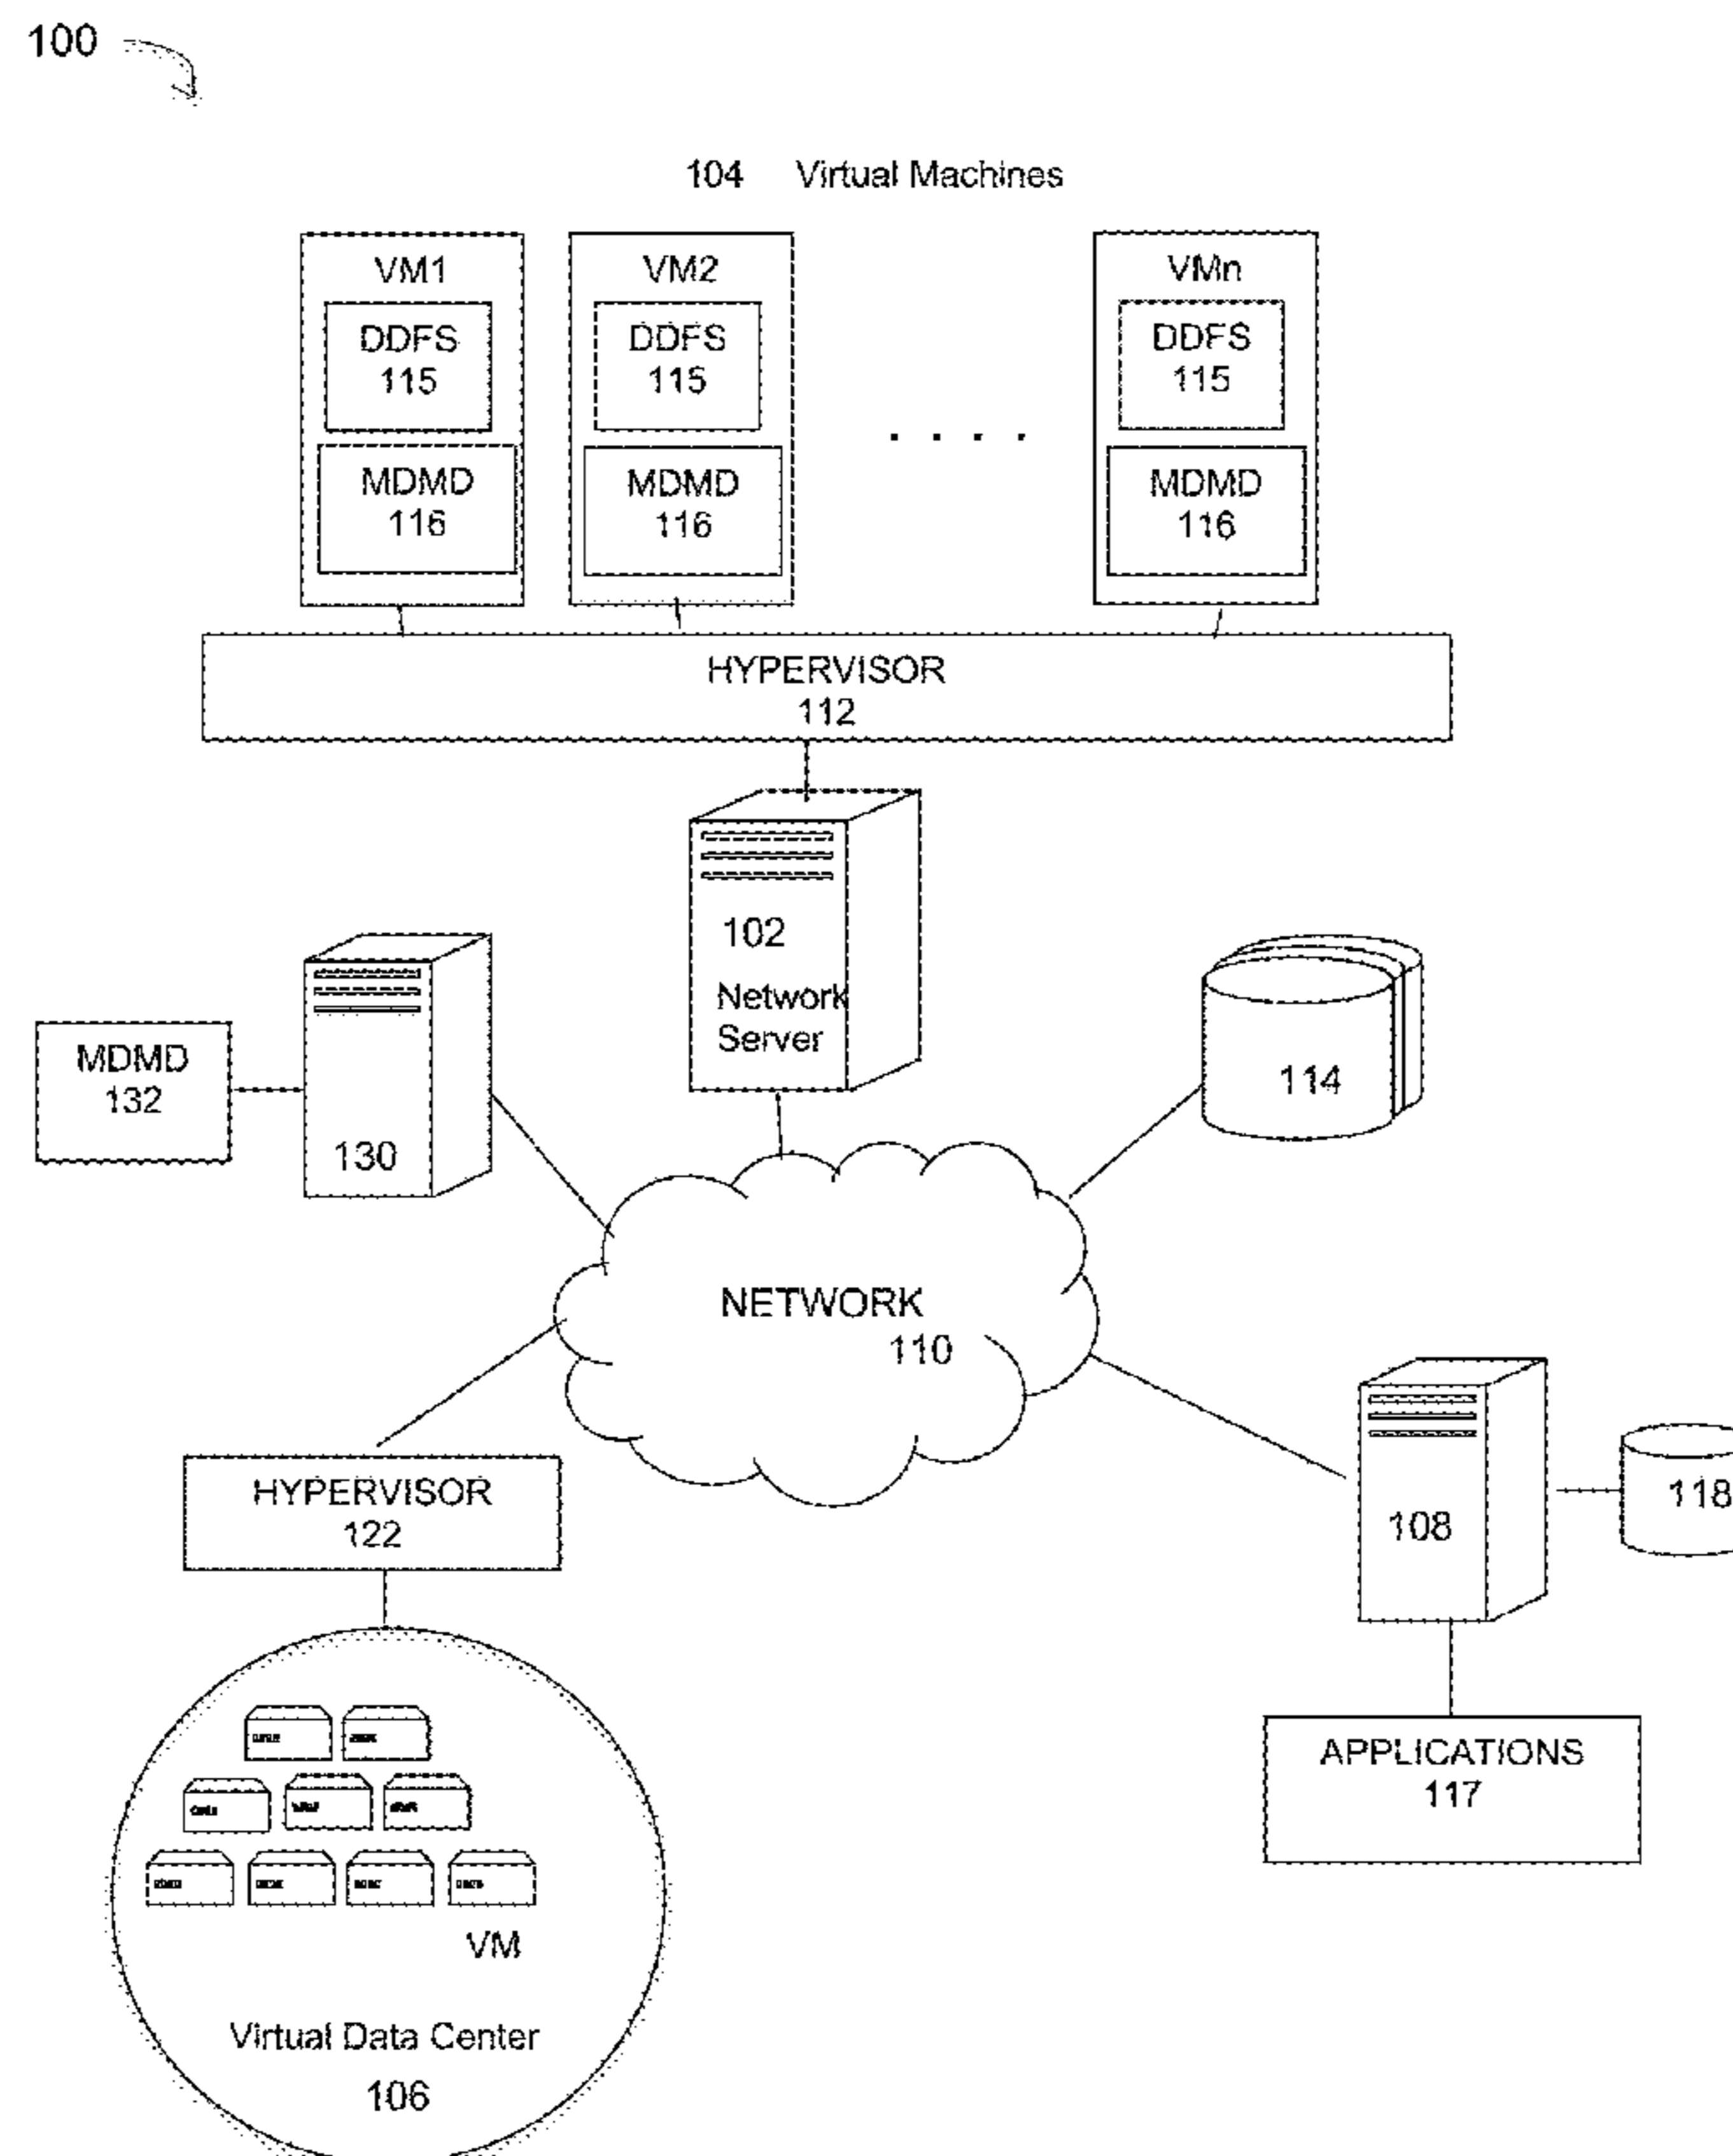 100
104 Virtual Machines
VM1 VM2 VMn
DDFS DDFS DDFS
115 115 115
. . . .
MDMD MDMD MDMD
116 116 116
HYPERVISOR
112
102
Network
Server
MDMD
132
130
114
NETWORK
110
HYPERVISOR
122
108
118
APPLICATIONS
117
VM
Virtual Data Center
106